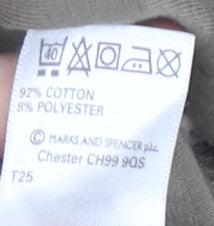 40
92% COTTON
8% POLYESTER
© MARKS AND SPENCER p.l.c.
Chester CH99 9QS
T25